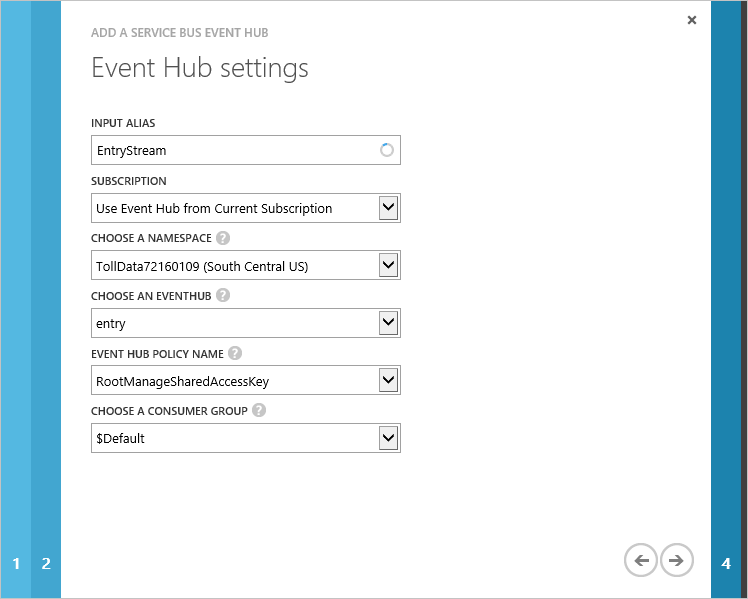 ADD A SERVICE BUS EVENT HUB
Event Hub settings
INPUT ALIAS
EntryStream
SUBSCRIPTION
Use Event Hub from Current Subscription
CHOOSE A NAMESPACE ?
TollData72160109 (South Central US)
CHOOSE AN EVENTHUB ?
entry
EVENT HUB POLICY NAME ?
RootManageSharedAccessKey
CHOOSE A CONSUMER GROUP ?
$Default
1 2 4